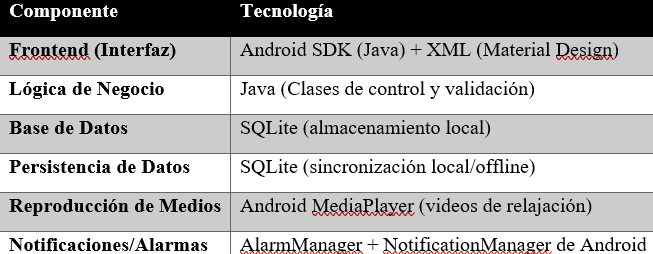 Componente Tecnología
Frontend (Interfaz) Android SDK (Java) + XML (Material Design)
Lógica de Negocio Java (Clases de control y validación)
Base de Datos SQLite (almacenamiento local)
Persistencia de Datos SQLite (sincronización local/offline)
Reproducción de Medios Android MediaPlayer (videos de relajación)
Notificaciones/Alarmas AlarmManager + NotificationManager de Android